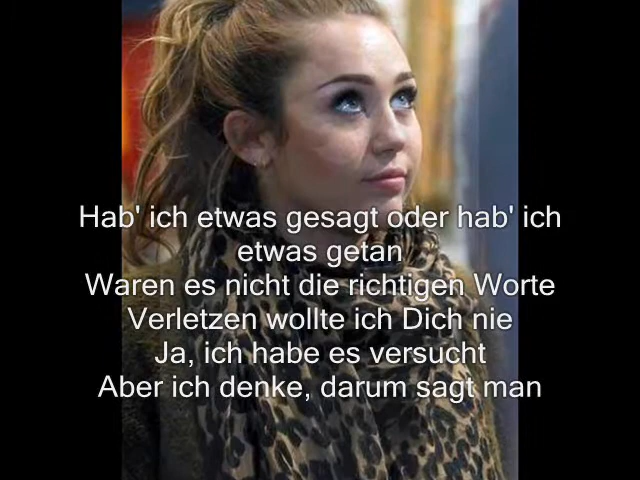 Hab' ich etwas gesagt oder hab' ich
etwas getan
Waren es nicht die richtigen Worte
Verletzen wollte ich Dich nie
Ja, ich habe es versucht
Aber ich denke, darum sagt man